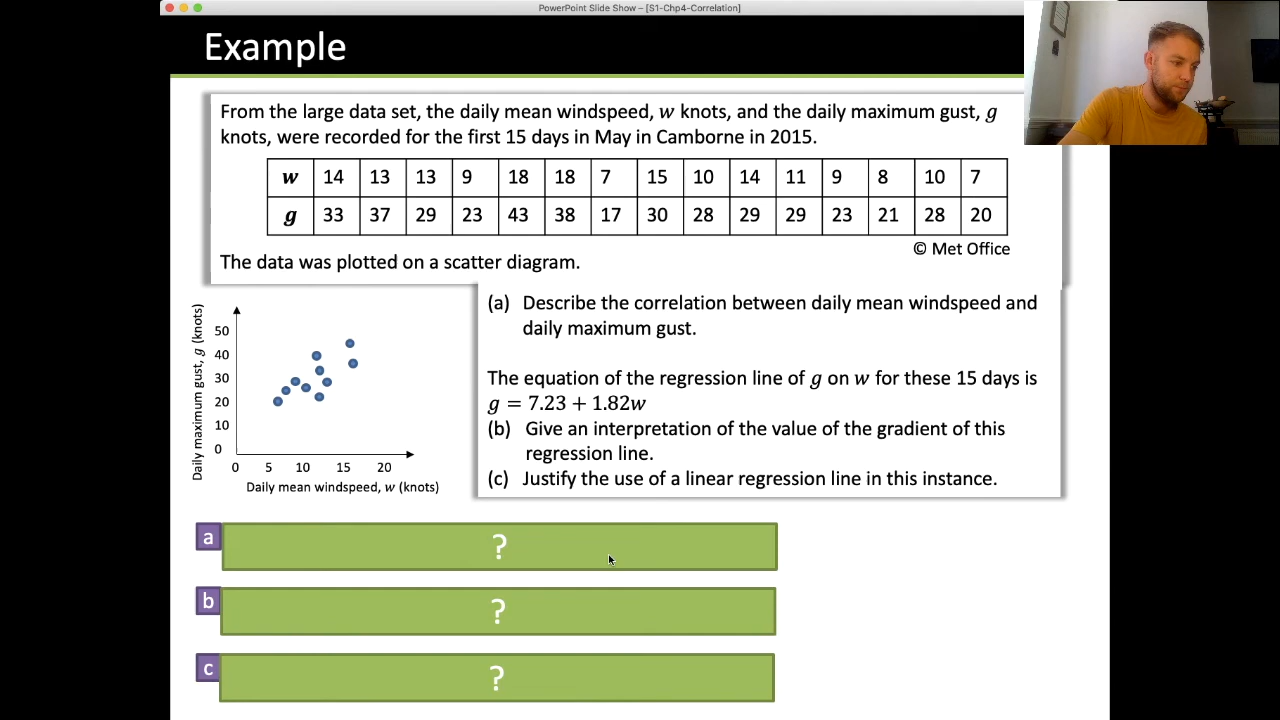 PowerPoint Slide Show – [S1-Chp4-Correlation]
Example
From the large data set, the daily mean windspeed, w knots, and the daily maximum gust, g
knots, were recorded for the first 15 days in May in Camborne in 2015.
w 14 13 13 9 18 18 7 15 10 14 11 9 8 10 7
g 33 37 29 23 43 38 17 30 28 29 29 23 21 28 20
© Met Office
The data was plotted on a scatter diagram.
Daily maximum gust, g (knots)
50
40
30
20
10
0
0 5 10 15 20
Daily mean windspeed, w (knots)
(a) Describe the correlation between daily mean windspeed and
daily maximum gust.
The equation of the regression line of g on w for these 15 days is
g = 7.23 + 1.82w
(b) Give an interpretation of the value of the gradient of this
regression line.
(c) Justify the use of a linear regression line in this instance.
a ?
b ?
c ?